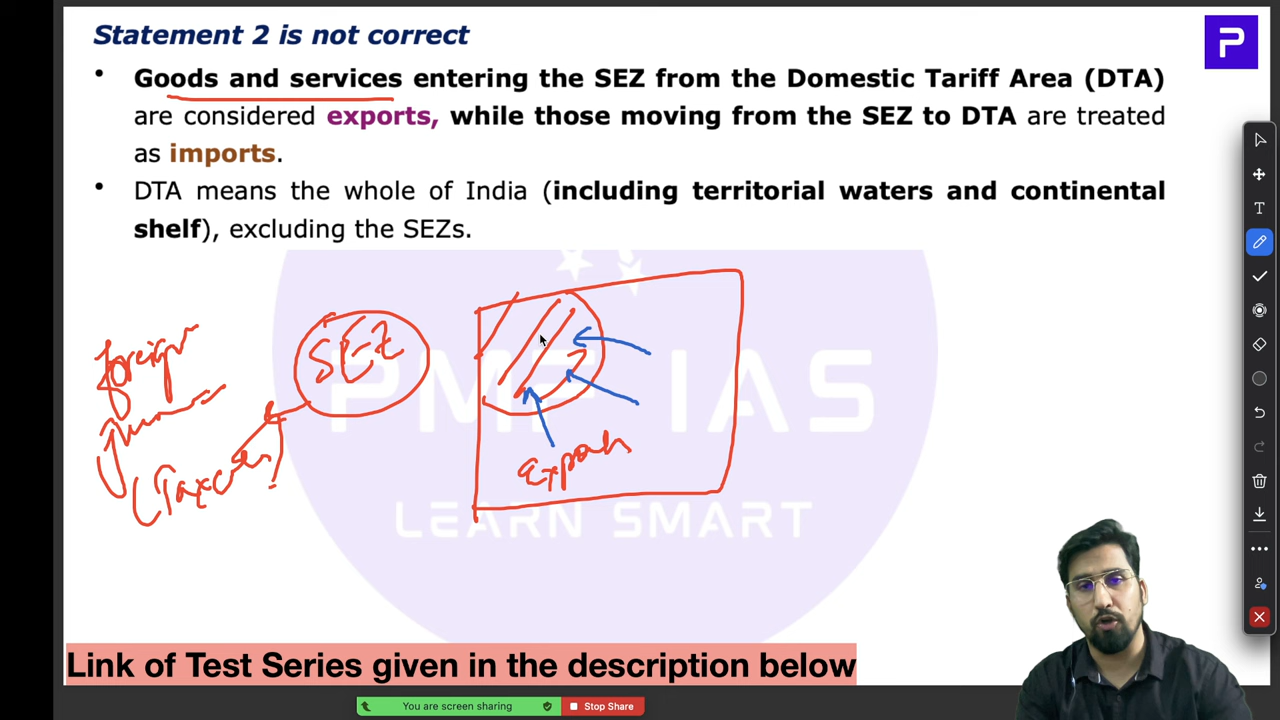 Statement 2 is not correct
P
• Goods and services entering the SEZ from the Domestic Tariff Area (DTA)
are considered exports, while those moving from the SEZ to DTA are treated
as imports.
• DTA means the whole of India (including territorial waters and continental
shelf), excluding the SEZs.
foreign
SEZ
PMF IAS
LEARN SMART
Link of Test Series given in the description below
You are screen sharing
Stop Share
T